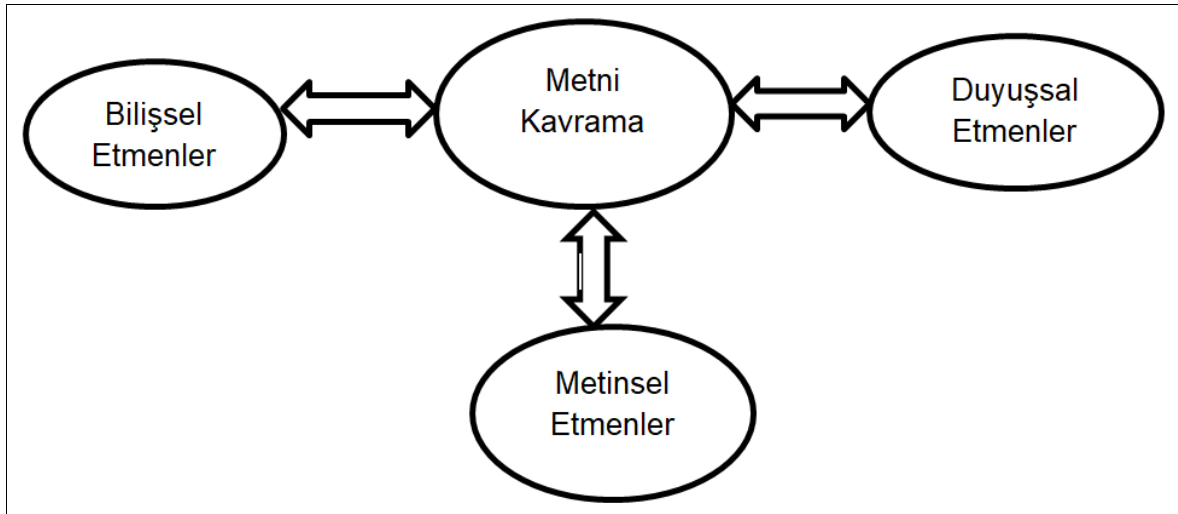 Bilişsel
Etmenler
Metni
Kavrama
Duyuşsal
Etmenler
Metinsel
Etmenler